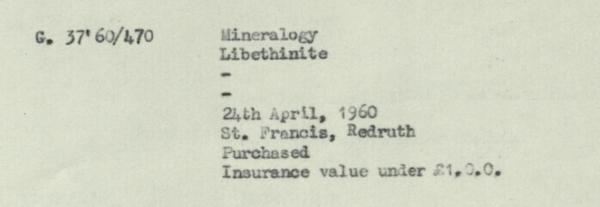 G. 37'60/470 Mineralogy
Libethinite
-
-
24th April, 1960
St. Francis, Redruth
Purchased
Insurance value under £1.0.0.